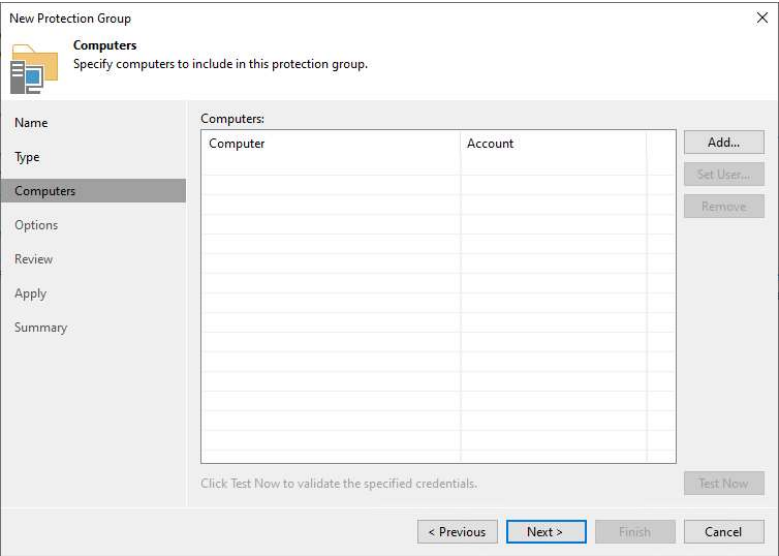 New Protection Group
Computers
Specify computers to include in this protection group.
Name
Type
Computers
Options
Review
Apply
Summary
Computers:
Computer Account
Add...
Set User...
Remove
Click Test Now to validate the specified credentials.
Test Now
< Previous Next > Finish Cancel